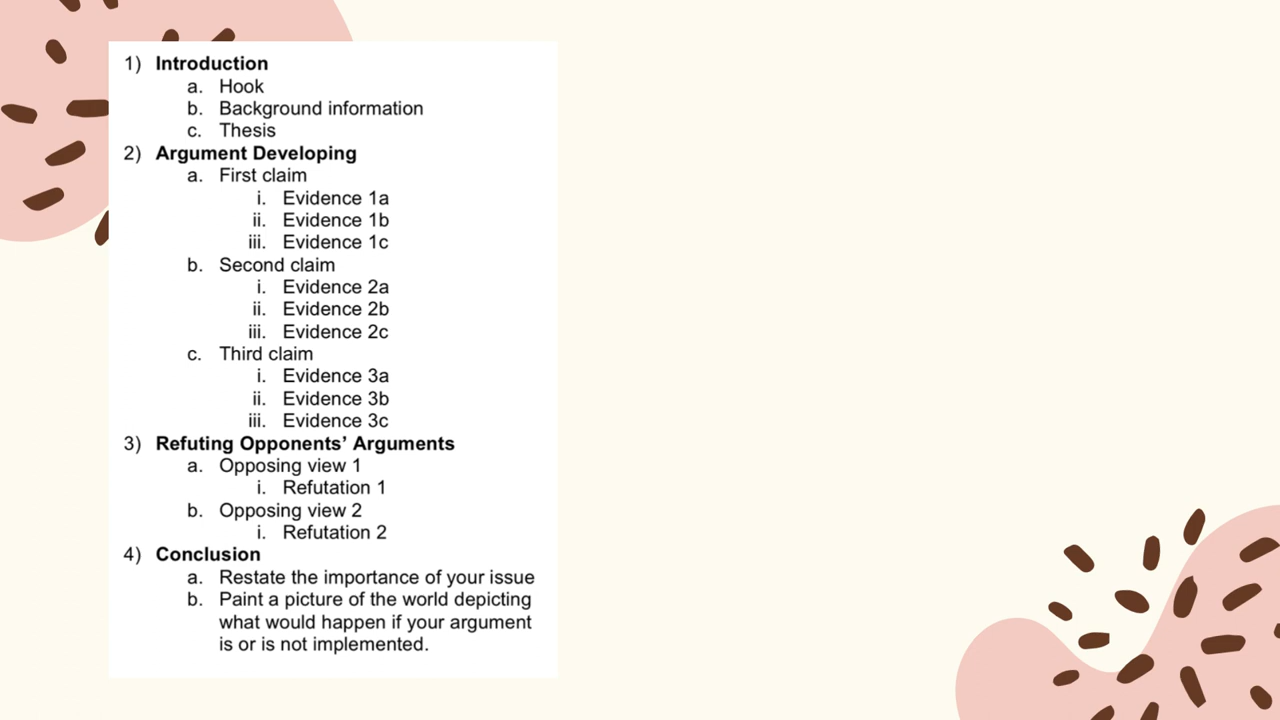 1) Introduction
a. Hook
b. Background information
c. Thesis
2) Argument Developing
a. First claim
i. Evidence 1a
ii. Evidence 1b
iii. Evidence 1c
b. Second claim
i. Evidence 2a
ii. Evidence 2b
iii. Evidence 2c
c. Third claim
i. Evidence 3a
ii. Evidence 3b
iii. Evidence 3c
3) Refuting Opponents’ Arguments
a. Opposing view 1
i. Refutation 1
b. Opposing view 2
i. Refutation 2
4) Conclusion
a. Restate the importance of your issue
b. Paint a picture of the world depicting
what would happen if your argument
is or is not implemented.